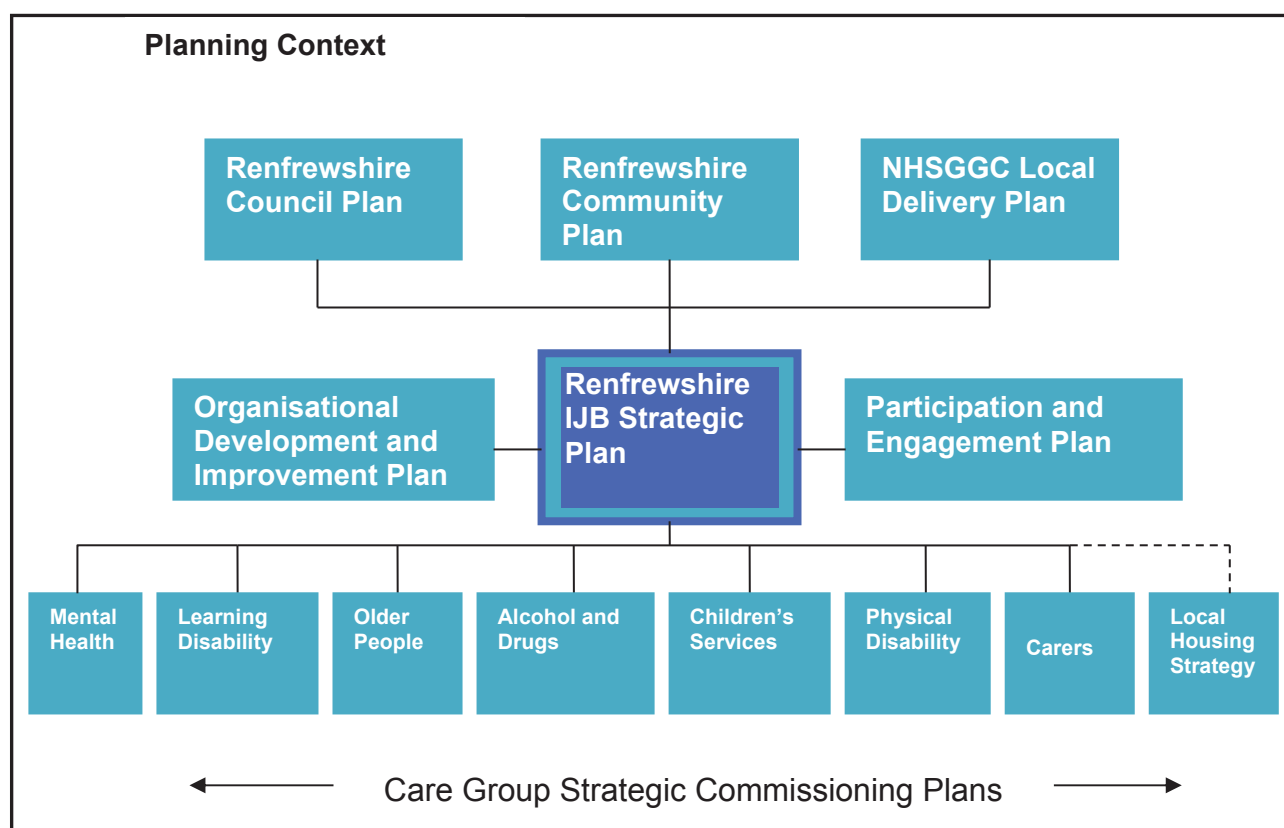 Planning Context
Renfrewshire
Council Plan
Renfrewshire
Community
Plan
NHSGGC Local
Delivery Plan
Organisational
Development and
Improvement Plan
Renfrewshire
IJB Strategic
Plan
Participation and
Engagement Plan
Mental
Health
Learning
Disability
Older
People
Alcohol and
Drugs
Children's
Services
Physical
Disability
Carers
Local
Housing
Strategy
Care Group Strategic Commissioning Plans